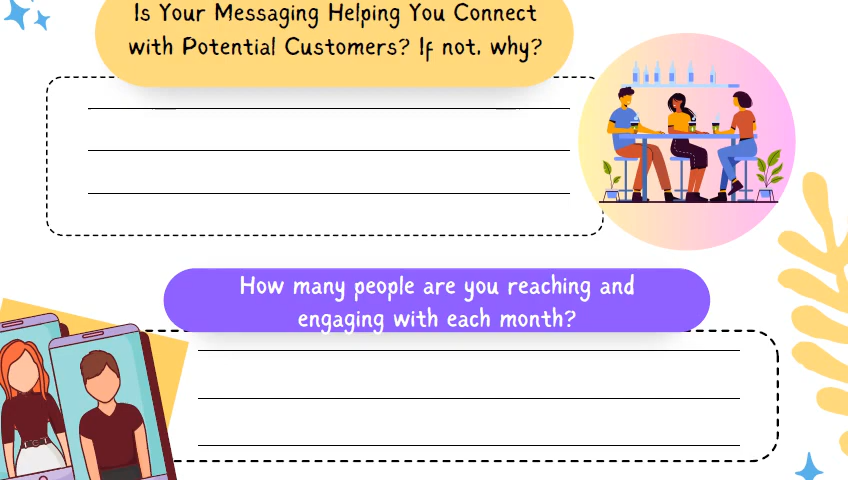 Is Your Messaging Helping You Connect
with Potential Customers? If not, why?
How many people are you reaching and
engaging with each month?